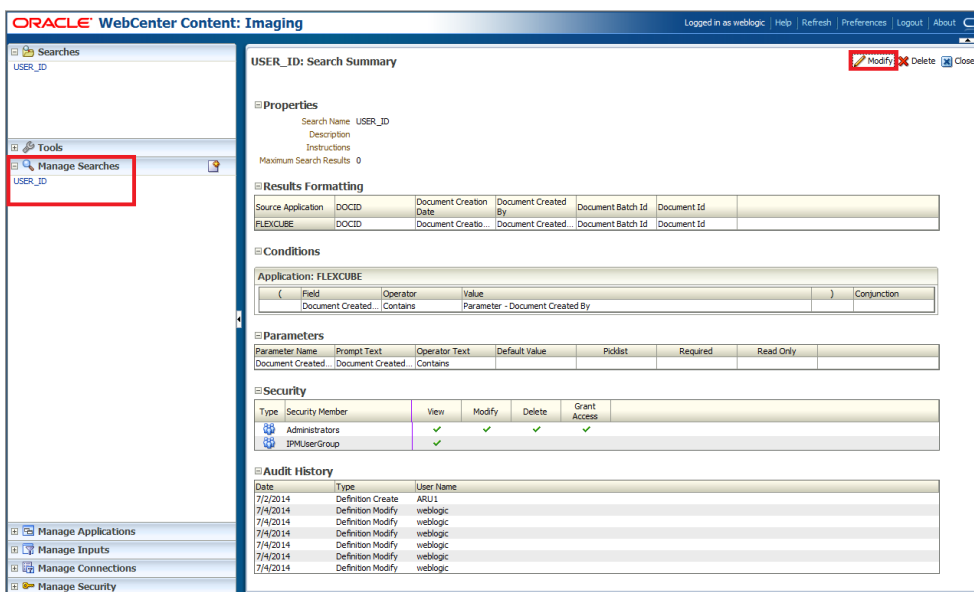 ORACLE WebCenter Content: Imaging
Logged in as weblogic Help Refresh Preferences Logout About
Searches
USER_ID
Tools
Manage Searches
USER_ID
Manage Applications
Manage Inputs
Manage Connections
Manage Security
USER_ID: Search Summary
Modify Delete Close
Properties
Search Name USER_ID
Description
Instructions
Maximum Search Results 0
Results Formatting
Source Application DOCID Document Creation Date Document Created By Document Batch Id Document Id
FLEXCUBE DOCID Document Creatio... Document Created... Document Batch Id Document Id
Conditions
Application: FLEXCUBE
( Field Operator Value ) Conjunction
Document Created... Contains Parameter - Document Created By
Parameters
Parameter Name Prompt Text Operator Text Default Value Picklist Required Read Only
Document Created... Document Created... Contains
Security
Type Security Member View Modify Delete Grant Access
Administrators
IPMUserGroup
Audit History
Date Type User Name
7/2/2014 Definition Create ARU1
7/4/2014 Definition Modify weblogic
7/4/2014 Definition Modify weblogic
7/4/2014 Definition Modify weblogic
7/4/2014 Definition Modify weblogic
7/4/2014 Definition Modify weblogic
7/4/2014 Definition Modify weblogic